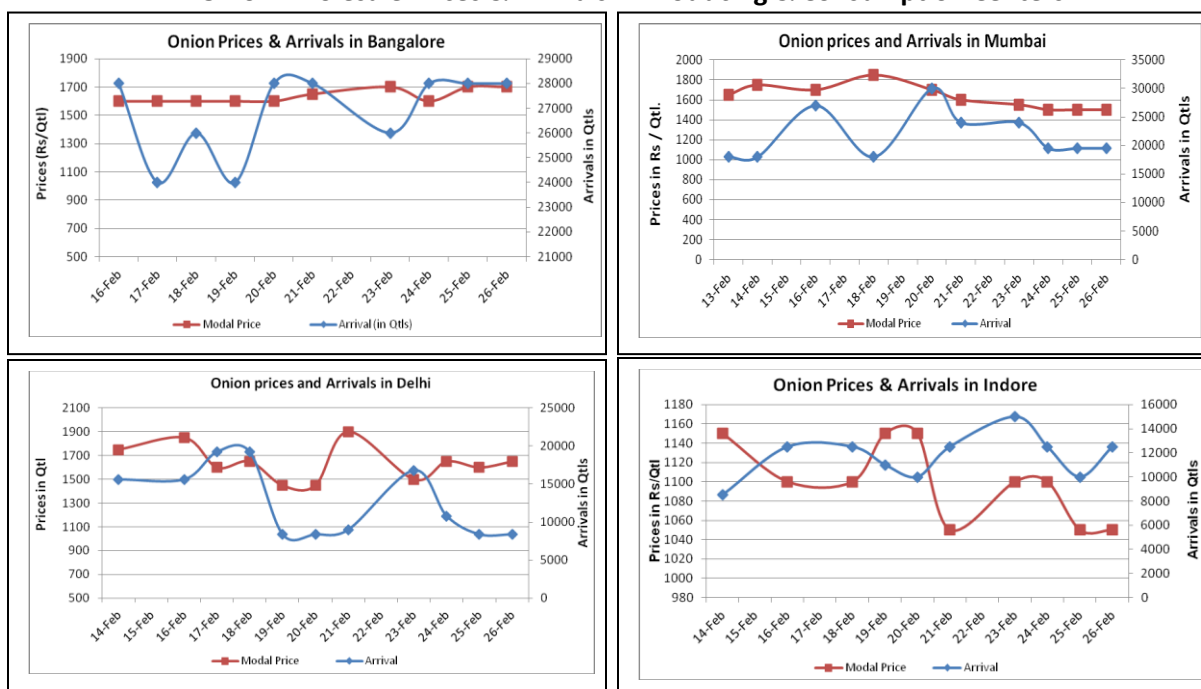 Onion Prices & Arrivals in Bangalore
Prices (Rs/Qtl)
1900
1700
1500
1300
1100
900
700
500
29000
28000
27000
26000
25000
24000
23000
22000
21000
Arrivals in Qtls
16-Feb
17-Feb
18-Feb
19-Feb
20-Feb
21-Feb
22-Feb
23-Feb
24-Feb
25-Feb
26-Feb
Modal Price
Arrival (in Qtls)
Onion prices and Arrivals in Mumbai
Prices in Rs / Qtl.
2000
1800
1600
1400
1200
1000
800
600
400
200
0
35000
30000
25000
20000
15000
10000
5000
0
Arrivals in Qtls
13-Feb
14-Feb
15-Feb
16-Feb
17-Feb
18-Feb
19-Feb
20-Feb
21-Feb
22-Feb
23-Feb
24-Feb
25-Feb
26-Feb
Modal Price
Arrival
Onion prices and Arrivals in Delhi
Prices in Qtl
2100
1900
1700
1500
1300
1100
900
700
500
25000
20000
15000
10000
5000
0
Arrivals in Qtls
14-Feb
15-Feb
16-Feb
17-Feb
18-Feb
19-Feb
20-Feb
21-Feb
22-Feb
23-Feb
24-Feb
25-Feb
26-Feb
Modal Price
Arrival
Onion Prices & Arrivals in Indore
Prices in Rs/Qtl
1180
1160
1140
1120
1100
1080
1060
1040
1020
1000
980
16000
14000
12000
10000
8000
6000
4000
2000
0
Arrivals in Qtls
14-Feb
15-Feb
16-Feb
17-Feb
18-Feb
19-Feb
20-Feb
21-Feb
22-Feb
23-Feb
24-Feb
25-Feb
26-Feb
Modal Price
Arrival